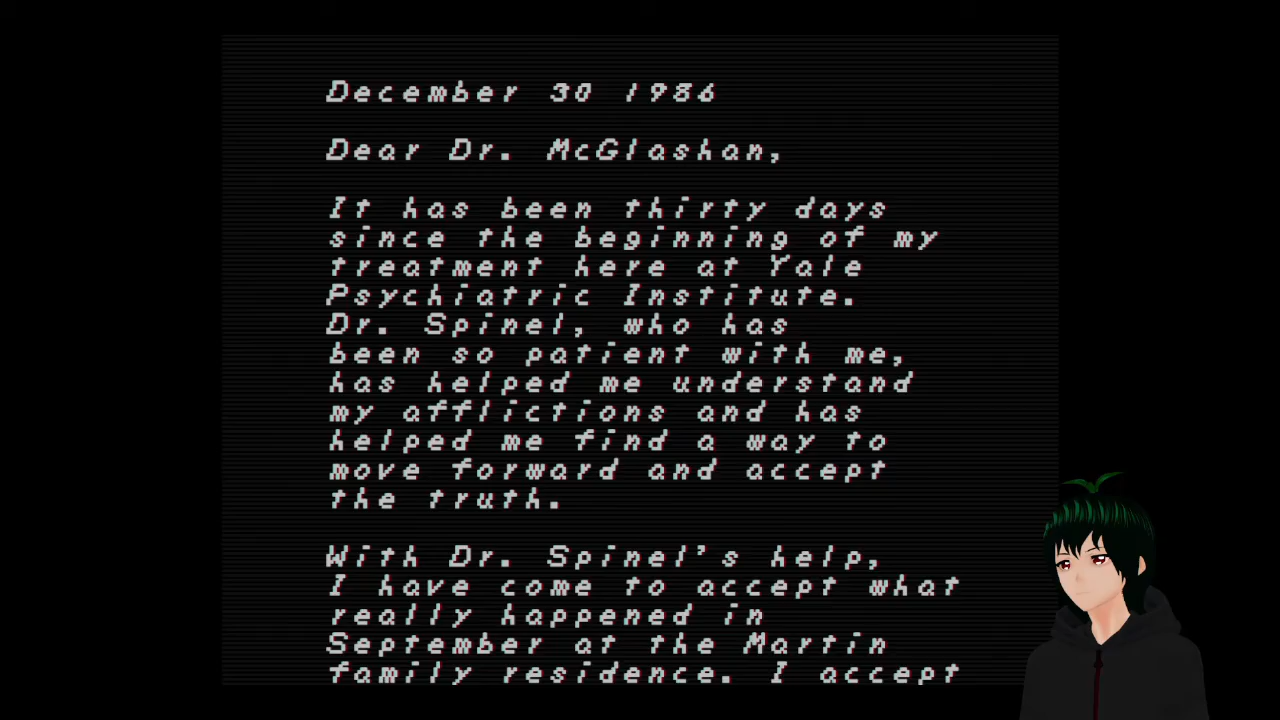 December 30 1986
Dear Dr. McGlashan,
It has been thirty days
since the beginning of my
treatment here at Yale
Psychiatric Institute.
Dr. Spinel, who has
been so patient with me,
has helped me understand
my afflictions and has
helped me find a way to
move forward and accept
the truth.
With Dr. Spinel's help,
I have come to accept what
really happened in
September at the Martin
family residence. I accept